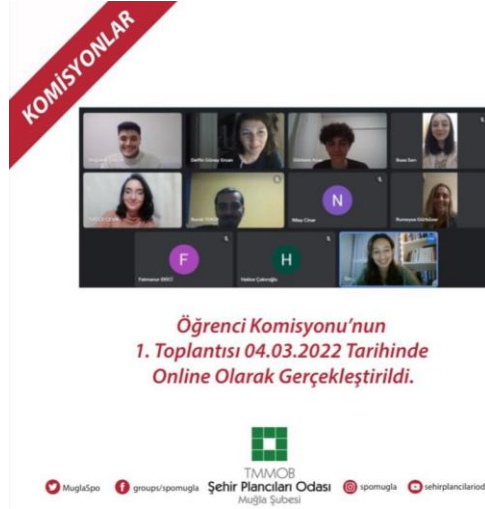 KOMİSYONLAR
N
F
H
Öğrenci Komisyonu'nun
1. Toplantısı 04.03.2022 Tarihinde
Online Olarak Gerçekleştirildi.
TMMOB
Şehir Plancıları Odası
Muğla Şubesi
MuglaSpo
groups/spomugla
spomugla
sehirplancilariod